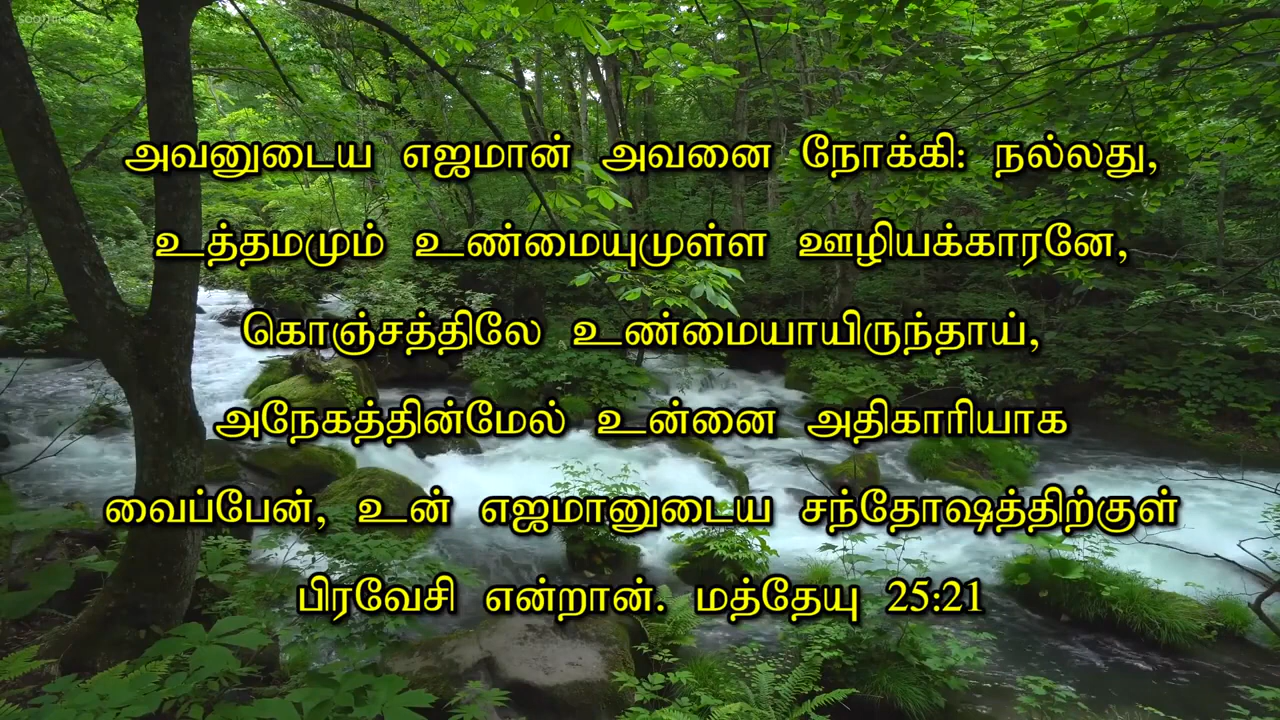 SOOTHING
அவனுடைய எஜமான் அவனை நோக்கி: நல்லது,
உத்தமமும் உண்மையுமுள்ள ஊழியக்காரனே,
கொஞ்சத்திலே உண்மையாயிருந்தாய்,
அநேகத்தின்மேல் உன்னை அதிகாரியாக
வைப்பேன், உன் எஜமானுடைய சந்தோஷத்திற்குள்
பிரவேசி என்றான். மத்தேயு 25:21